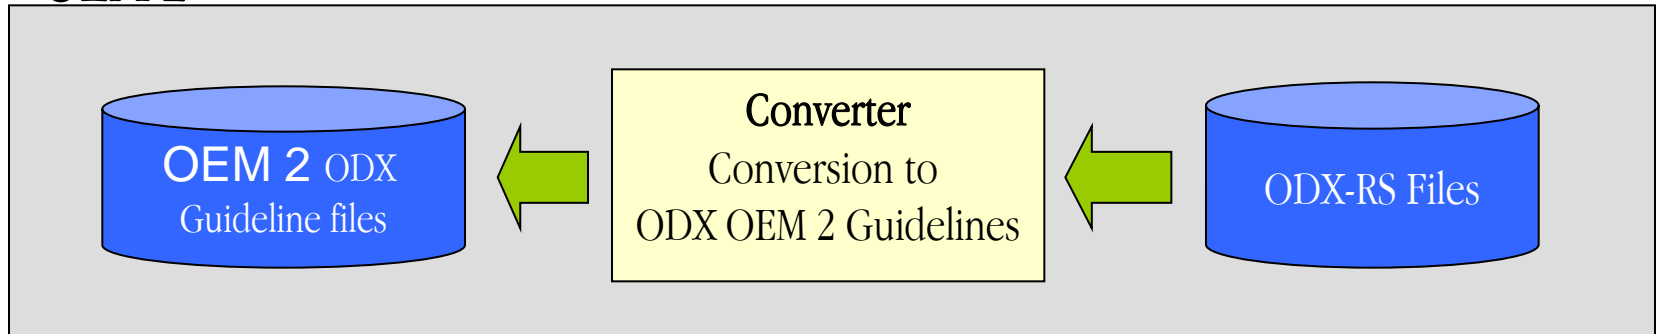 OEM 2 ODX
Guideline files
Converter
Conversion to
ODX OEM 2 Guidelines
ODX-RS Files